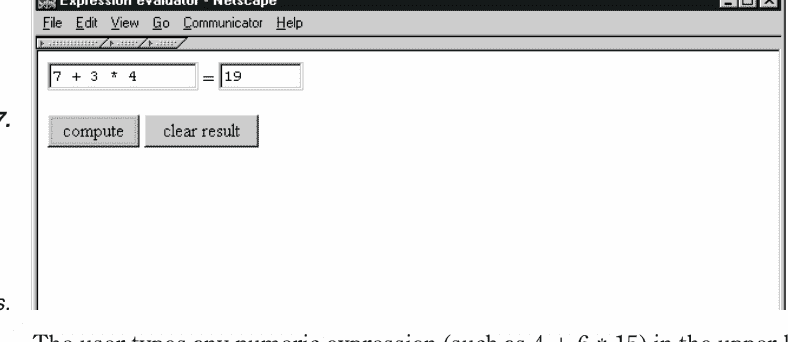 Expression evaluator - Netscape
File Edit View Go Communicator Help
7 + 3 * 4 = 19
compute clear result
7.
s.
The user types any numeric expression (such as 4 + 6 * 15) in the upper l